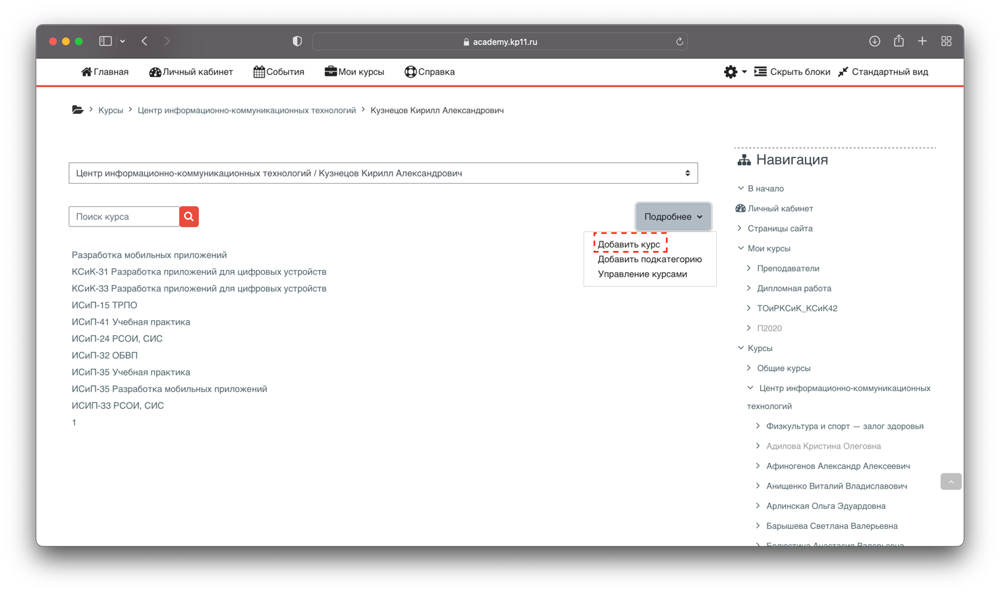 academy.kp11.ru
Главная Личный кабинет События Мои курсы Справка Скрыть блоки Стандартный вид
Курсы Центр информационно-коммуникационных технологий Кузнецов Кирилл Александрович
Центр информационно-коммуникационных технологий / Кузнецов Кирилл Александрович
Поиск курса
Подробнее
Добавить курс
Добавить подкатегорию
Управление курсами
Разработка мобильных приложений
КСиК-31 Разработка приложений для цифровых устройств
КСиК-33 Разработка приложений для цифровых устройств
ИСиП-15 ТРПО
ИСиП-41 Учебная практика
ИСиП-24 РСОИ, СИС
ИСиП-32 ОБВП
ИСиП-35 Учебная практика
ИСиП-35 Разработка мобильных приложений
ИСИП-33 РСОИ, СИС
1
Навигация
В начало
Личный кабинет
Страницы сайта
Мои курсы
Преподаватели
Дипломная работа
ТОиРКСиК_КСиК42
П2020
Курсы
Общие курсы
Центр информационно-коммуникационных
технологий
Физкультура и спорт — залог здоровья
Адилова Кристина Олеговна
Афиногенов Александр Алексеевич
Анищенко Виталий Владиславович
Арлинская Ольга Эдуардовна
Барышева Светлана Валерьевна
Анастасия Валерьевна